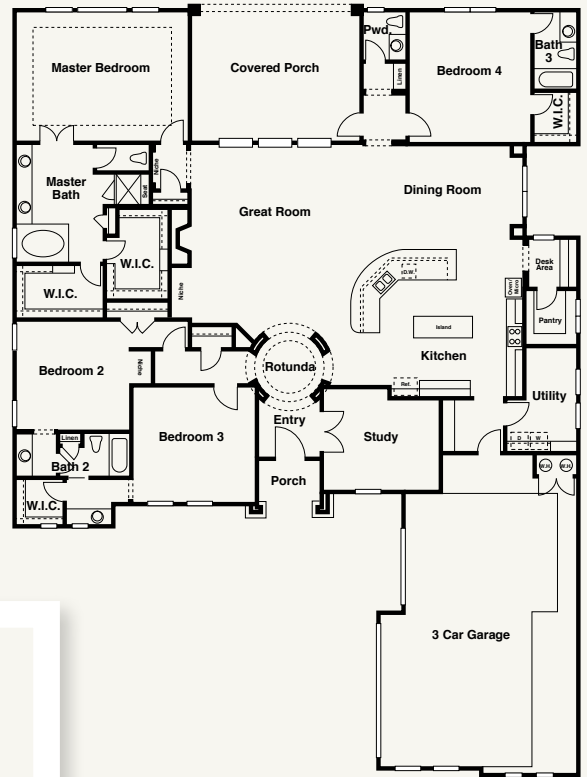 Pwd.
Linen
Bath
3
Master Bedroom
Covered Porch
Bedroom 4
W.I.C.
Niche
Master
Bath
Seat
Dining Room
Great Room
W.I.C.
Desk
Area
D.W.
W.I.C.
Niche
Oven/
Micro
Pantry
Island
Kitchen
Rotunda
Bedroom 2
Niche
Ref.
Utility
Entry
Linen
Bedroom 3
Study
D W
Bath 2
W.H. W.H.
Porch
W.I.C.
3 Car Garage